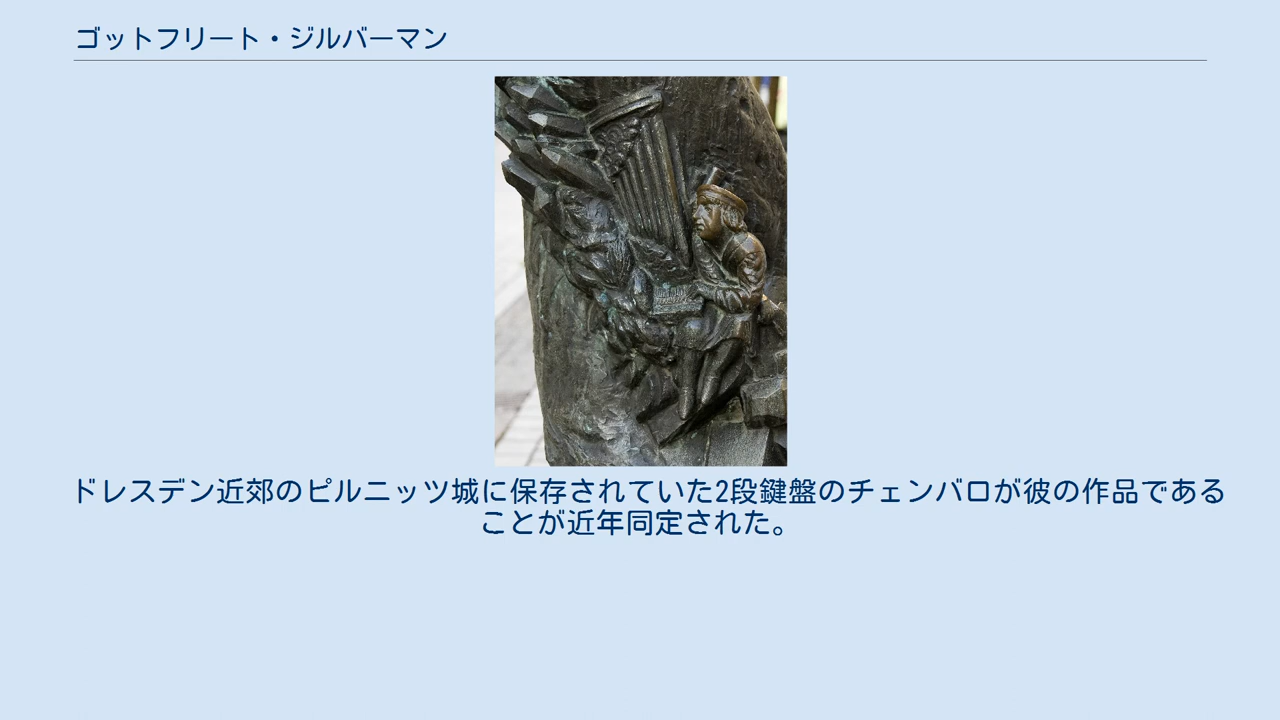 ゴットフリート・ジルバーマン
ドレスデン近郊のピルニッツ城に保存されていた2段鍵盤のチェンバロが彼の作品である
ことが近年同定された。